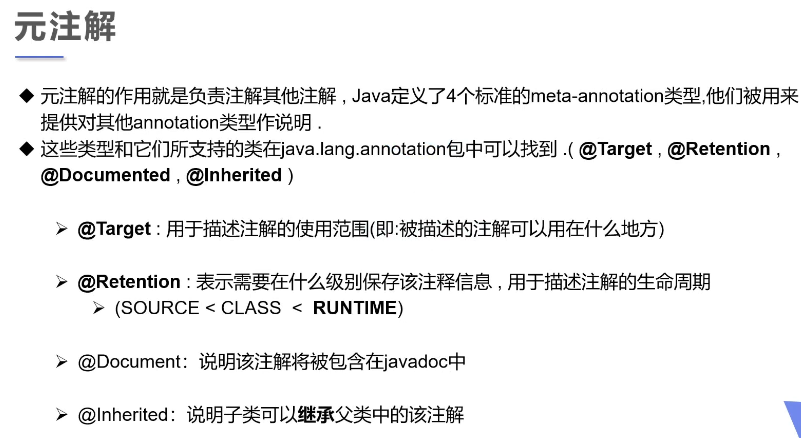 元注解
◆ 元注解的作用就是负责注解其他注解 , Java定义了4个标准的meta-annotation类型,他们被用来
提供对其他annotation类型作说明 .
◆ 这些类型和它们所支持的类在java.lang.annotation包中可以找到 .( @Target , @Retention ,
@Documented , @Inherited )
➢ @Target : 用于描述注解的使用范围(即:被描述的注解可以用在什么地方)
➢ @Retention : 表示需要在什么级别保存该注释信息 , 用于描述注解的生命周期
➢ (SOURCE < CLASS < RUNTIME)
➢ @Document：说明该注解将被包含在javadoc中
➢ @Inherited：说明子类可以继承父类中的该注解